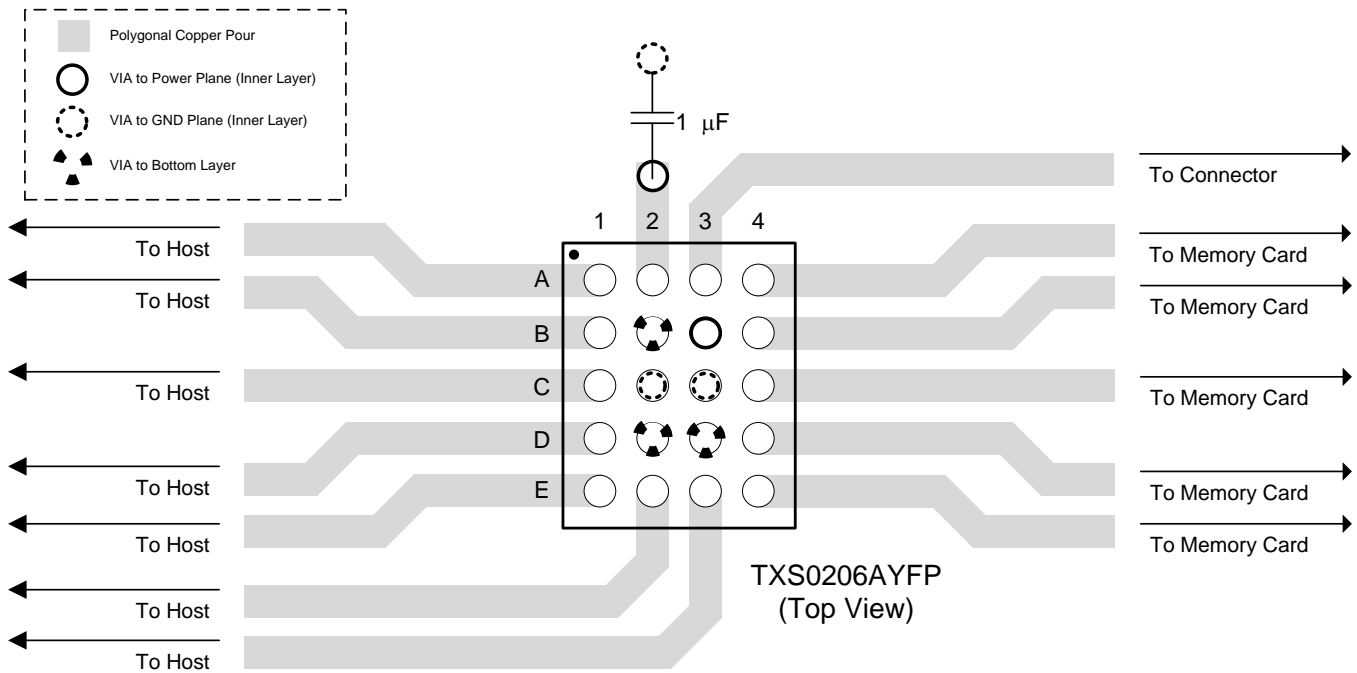 Polygonal Copper Pour
VIA to Power Plane (Inner Layer)
VIA to GND Plane (Inner Layer)
VIA to Bottom Layer
1 μF
To Connector
1 2 3 4
To Host
To Memory Card
A
To Host
To Memory Card
B
To Host
C
To Memory Card
D
To Host
E
To Memory Card
To Host
To Memory Card
TXS0206AYFP
(Top View)
To Host
To Host